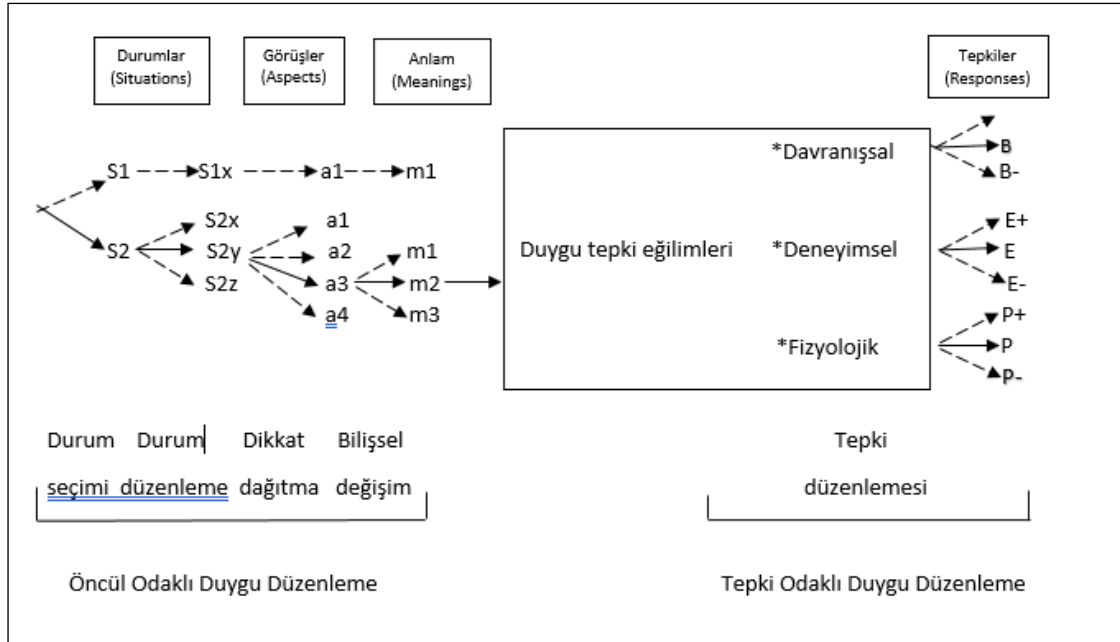 Durumlar
(Situations)
Görüşler
(Aspects)
Anlam
(Meanings)
Tepkiler
(Responses)
S1 S1x a1 m1
S2
S2x
S2y
S2z
a1
a2
a3
a4
m1
m2
m3
Duygu tepki eğilimleri
*Davranışsal
*Deneyimsel
*Fizyolojik
B
B-
E+
E
E-
P+
P
P-
Durum Durum Dikkat Bilişsel
seçimi düzenleme dağıtma değişim
Tepki
düzenlemesi
Öncül Odaklı Duygu Düzenleme
Tepki Odaklı Duygu Düzenleme